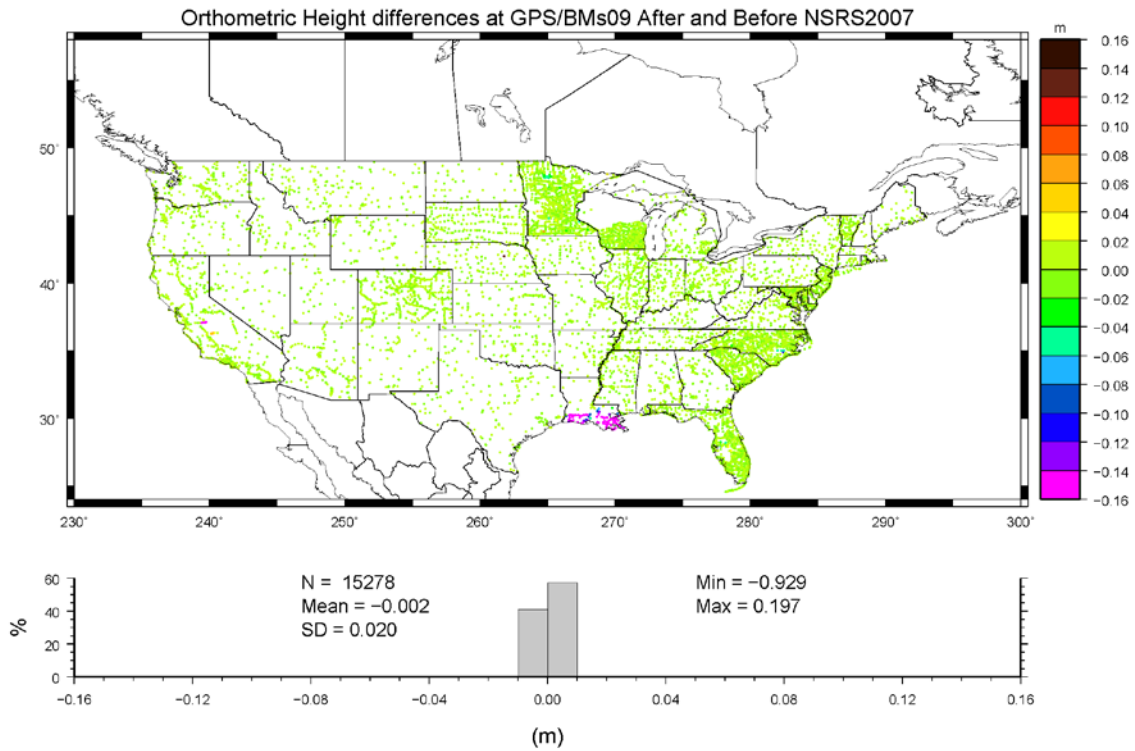 Orthometric Height differences at GPS/BMs09 After and Before NSRS2007
m
0.16
0.14
0.12
0.10
0.08
0.06
0.04
0.02
0.00
−0.02
−0.04
−0.06
−0.08
−0.10
−0.12
−0.14
−0.16
50˚
40˚
30˚
230˚ 240˚ 250˚ 260˚ 270˚ 280˚ 290˚ 300˚
60
40
20
0
%
N = 15278
Mean = −0.002
SD = 0.020
Min = −0.929
Max = 0.197
−0.16 −0.12 −0.08 −0.04 0.00 0.04 0.08 0.12 0.16
(m)